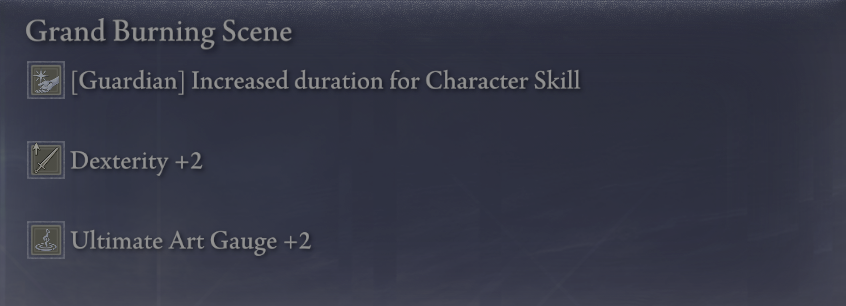 Grand Burning Scene
[Guardian] Increased duration for Character Skill
Dexterity +2
Ultimate Art Gauge +2